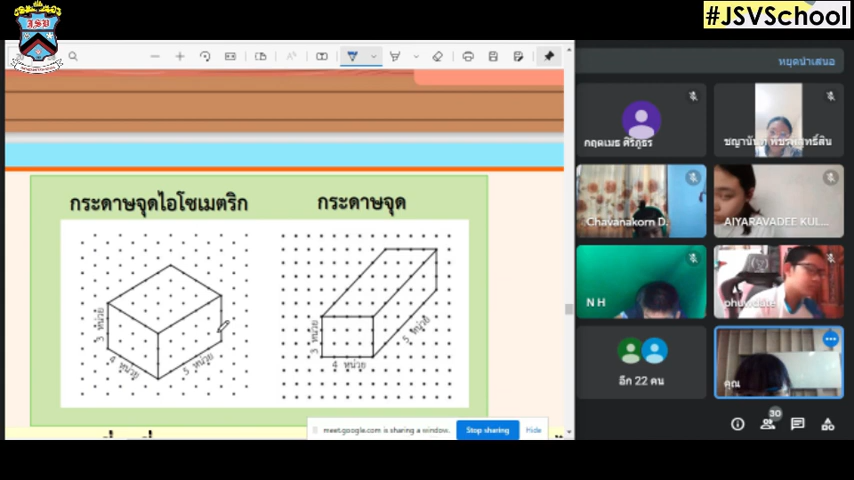 #JSVSchool
JSV
หยุดนำเสนอ
กฤตเมธ ศิริภูธร
Chavanakorn D.
AIYARAVADEE KUL...
N H
phuwadate
อีก 22 คน
คุณ
30
กระดาษจุดไอโซเมตริก
กระดาษจุด
3 หน่วย
4 หน่วย
5 หน่วย
3 หน่วย
4 หน่วย
5 หน่วย
meet.google.com is sharing a window.
Stop sharing
Hide